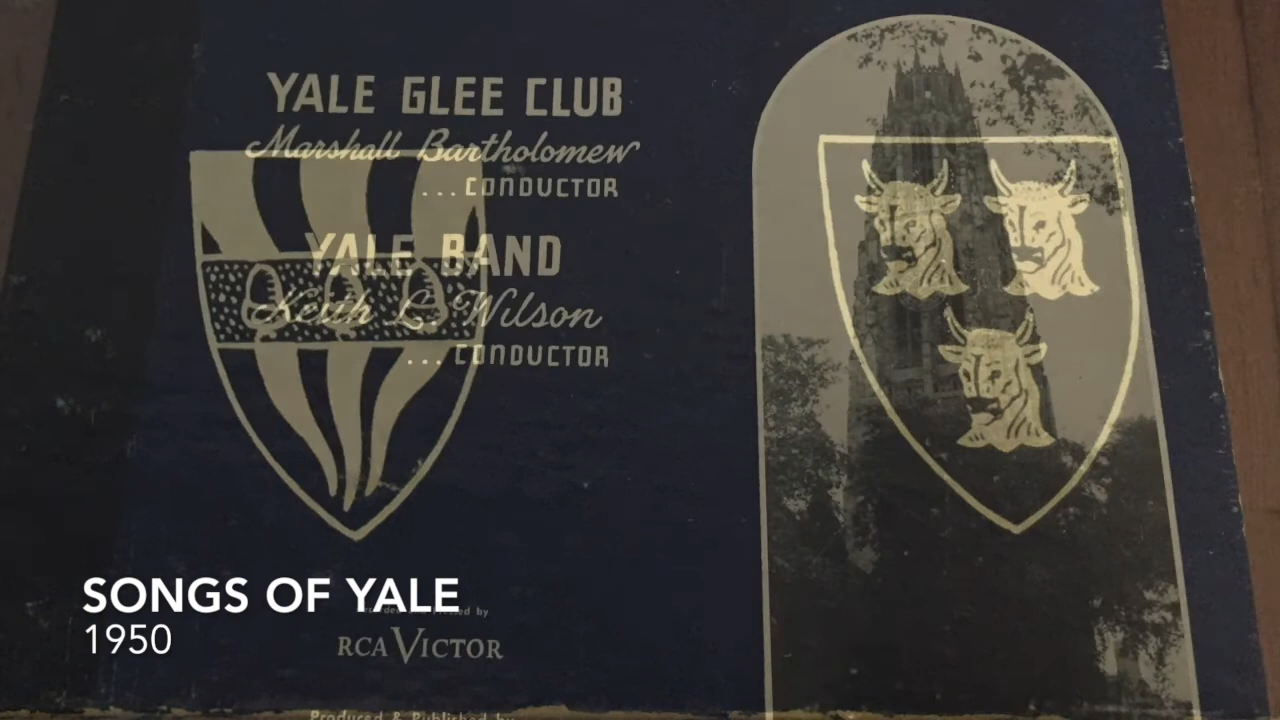 YALE GLEE CLUB
Marshall Bartholomew
...CONDUCTOR
YALE BAND
Keith L. Wilson
...CONDUCTOR
SONGS OF YALE
1950
by
RCA VICTOR
Produced & Published by